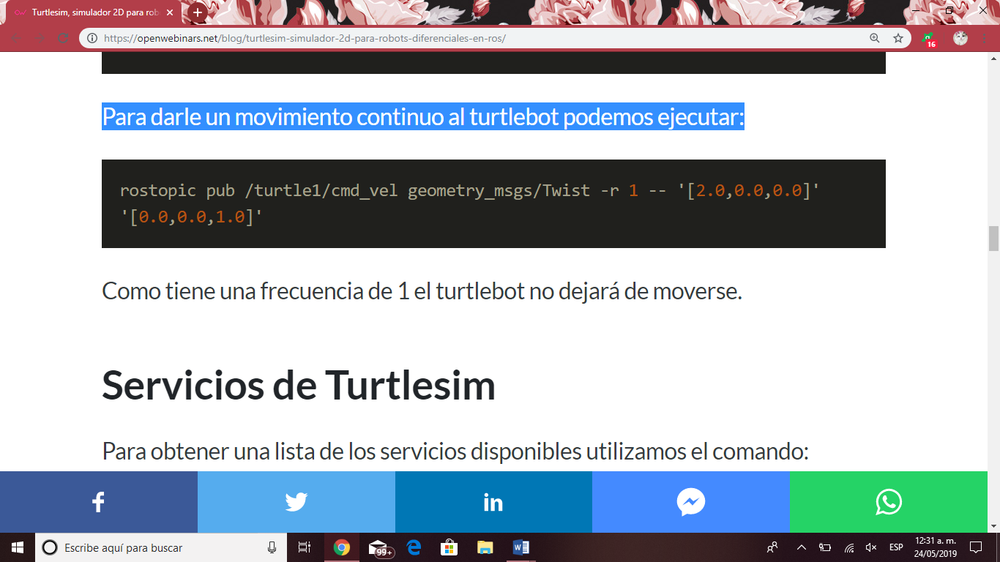 Turtlesim, simulador 2D para rob
https://openwebinars.net/blog/turtlesim-simulador-2d-para-robots-diferenciales-en-ros/
16
Para darle un movimiento continuo al turtlebot podemos ejecutar:
rostopic pub /turtle1/cmd_vel geometry_msgs/Twist -r 1 -- '[2.0,0.0,0.0]'
'[0.0,0.0,1.0]'
Como tiene una frecuencia de 1 el turtlebot no dejará de moverse.
Servicios de Turtlesim
Para obtener una lista de los servicios disponibles utilizamos el comando:
Escribe aquí para buscar
99+
ESP
12:31 a. m.
24/05/2019